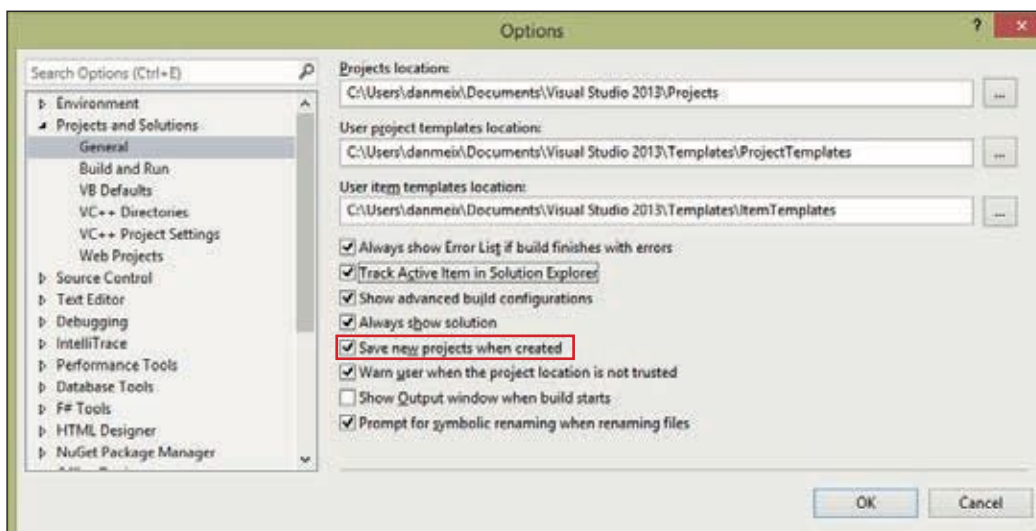 Options
?
x
Search Options (Ctrl+E)
Environment
Projects and Solutions
General
Build and Run
VB Defaults
VC++ Directories
VC++ Project Settings
Web Projects
Source Control
Text Editor
Debugging
IntelliTrace
Performance Tools
Database Tools
F# Tools
HTML Designer
NuGet Package Manager
Projects location:
C:\Users\danmeix\Documents\Visual Studio 2013\Projects
...
User project templates location:
C:\Users\danmeix\Documents\Visual Studio 2013\Templates\ProjectTemplates
...
User item templates location:
C:\Users\danmeix\Documents\Visual Studio 2013\Templates\ItemTemplates
...
Always show Error List if build finishes with errors
Track Active Item in Solution Explorer
Show advanced build configurations
Always show solution
Save new projects when created
Warn user when the project location is not trusted
Show Output window when build starts
Prompt for symbolic renaming when renaming files
OK
Cancel